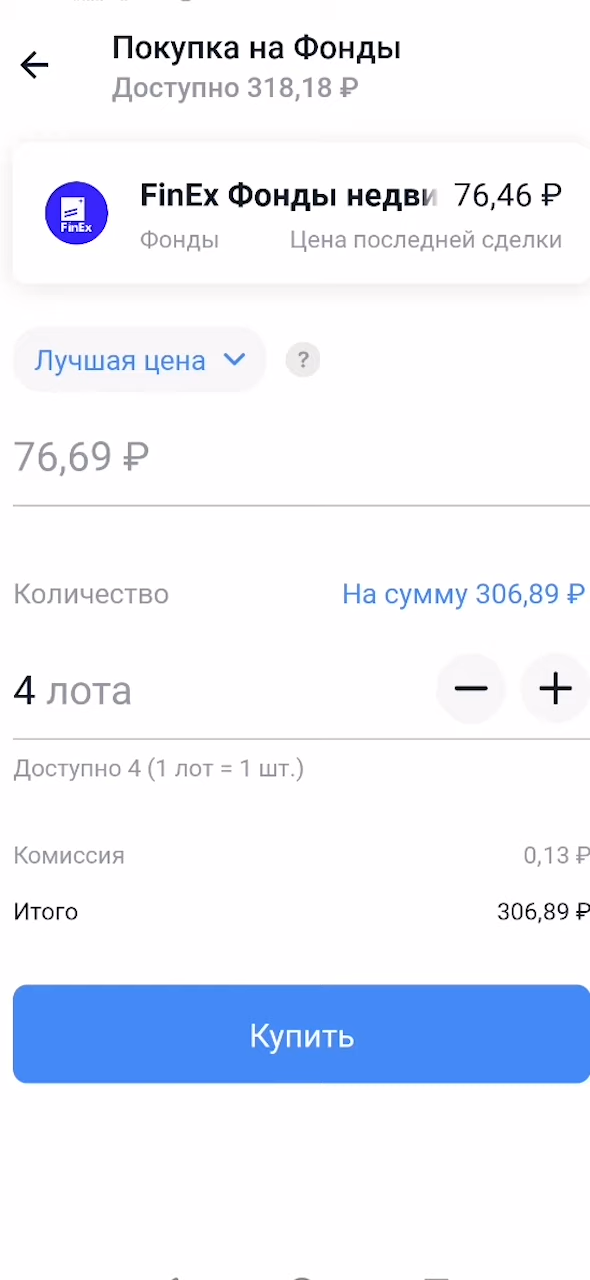 Покупка на Фонды
Доступно 318,18 ₽
FinEx Фонды недви 76,46 ₽
FinEx
Фонды Цена последней сделки
Лучшая цена ?
76,69 ₽
Количество На сумму 306,89 ₽
4 лота
Доступно 4 (1 лот = 1 шт.)
Комиссия 0,13 ₽
Итого 306,89 ₽
Купить